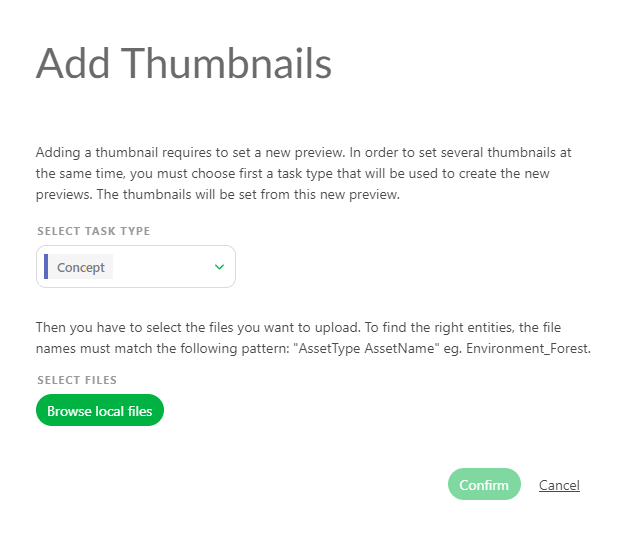 Add Thumbnails
Adding a thumbnail requires to set a new preview. In order to set several thumbnails at
the same time, you must choose first a task type that will be used to create the new
previews. The thumbnails will be set from this new preview.
SELECT TASK TYPE
Concept
Then you have to select the files you want to upload. To find the right entities, the file
names must match the following pattern: "AssetType AssetName" eg. Environment_Forest.
SELECT FILES
Browse local files
Confirm Cancel